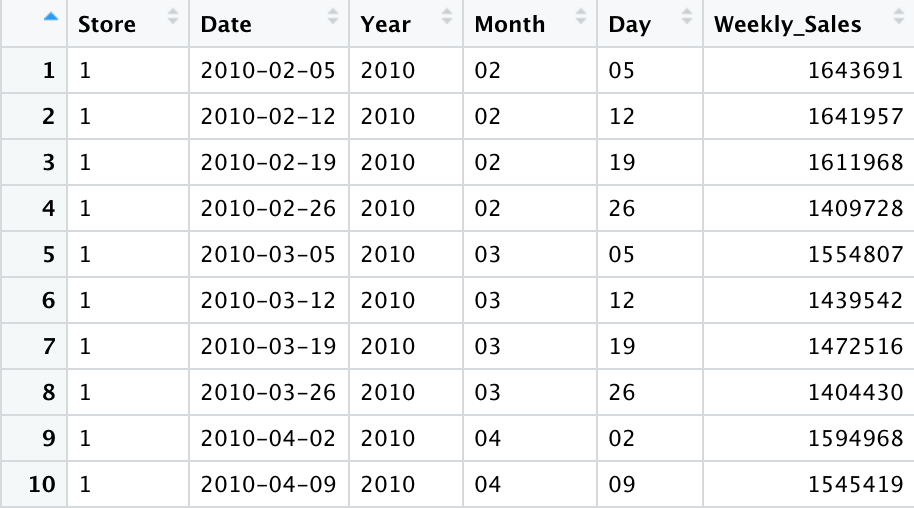 Store Date Year Month Day Weekly_Sales
1 1 2010-02-05 2010 02 05 1643691
2 1 2010-02-12 2010 02 12 1641957
3 1 2010-02-19 2010 02 19 1611968
4 1 2010-02-26 2010 02 26 1409728
5 1 2010-03-05 2010 03 05 1554807
6 1 2010-03-12 2010 03 12 1439542
7 1 2010-03-19 2010 03 19 1472516
8 1 2010-03-26 2010 03 26 1404430
9 1 2010-04-02 2010 04 02 1594968
10 1 2010-04-09 2010 04 09 1545419